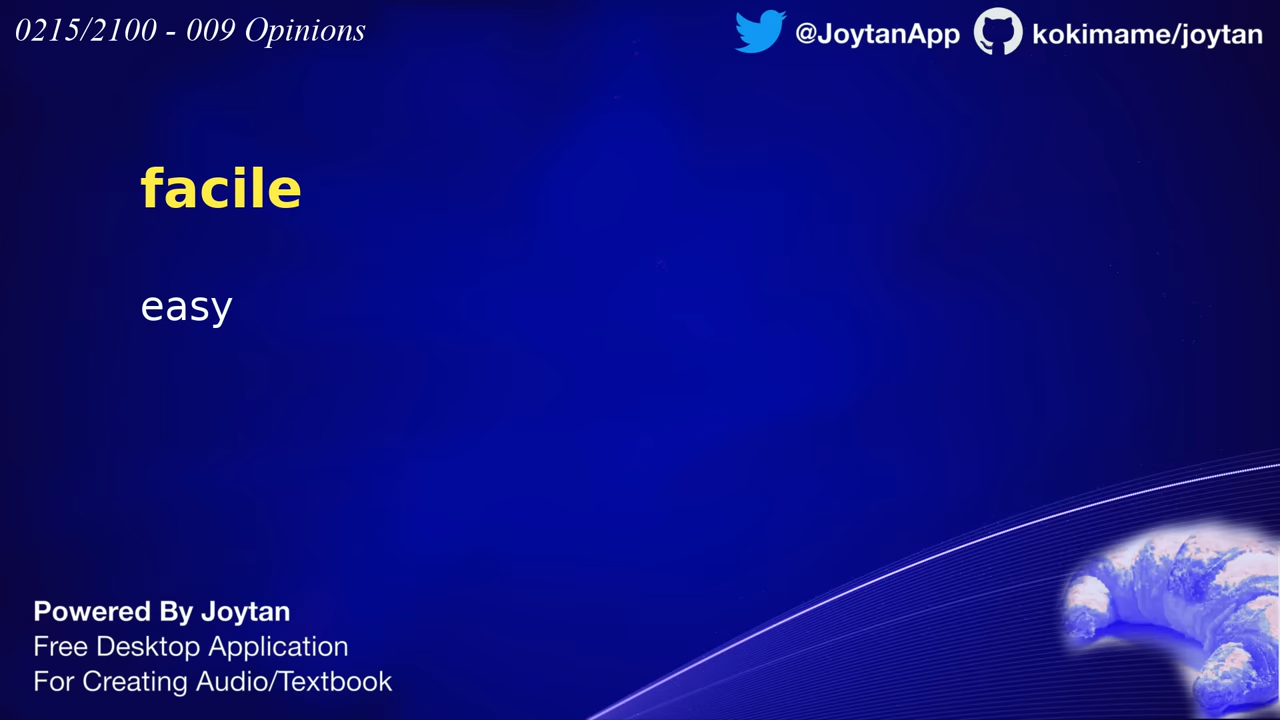 0215/2100 - 009 Opinions
@JoytanApp kokimame/joytan
facile
easy
Powered By Joytan
Free Desktop Application
For Creating Audio/Textbook